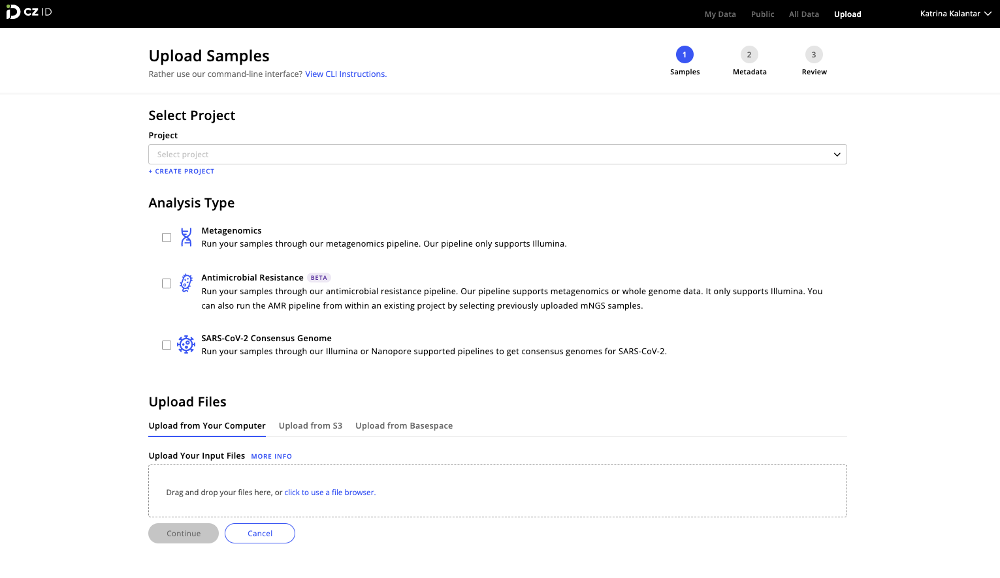 CZ ID
My Data
Public
All Data
Upload
Katrina Kalantar
Upload Samples
Rather use our command-line interface? View CLI Instructions.
1
Samples
2
Metadata
3
Review
Select Project
Project
Select project
+ CREATE PROJECT
Analysis Type
Metagenomics
Run your samples through our metagenomics pipeline. Our pipeline only supports Illumina.
Antimicrobial Resistance BETA
Run your samples through our antimicrobial resistance pipeline. Our pipeline supports metagenomics or whole genome data. It only supports Illumina. You
can also run the AMR pipeline from within an existing project by selecting previously uploaded mNGS samples.
SARS-CoV-2 Consensus Genome
Run your samples through our Illumina or Nanopore supported pipelines to get consensus genomes for SARS-CoV-2.
Upload Files
Upload from Your Computer
Upload from S3
Upload from Basespace
Upload Your Input Files MORE INFO
Drag and drop your files here, or click to use a file browser.
Continue
Cancel